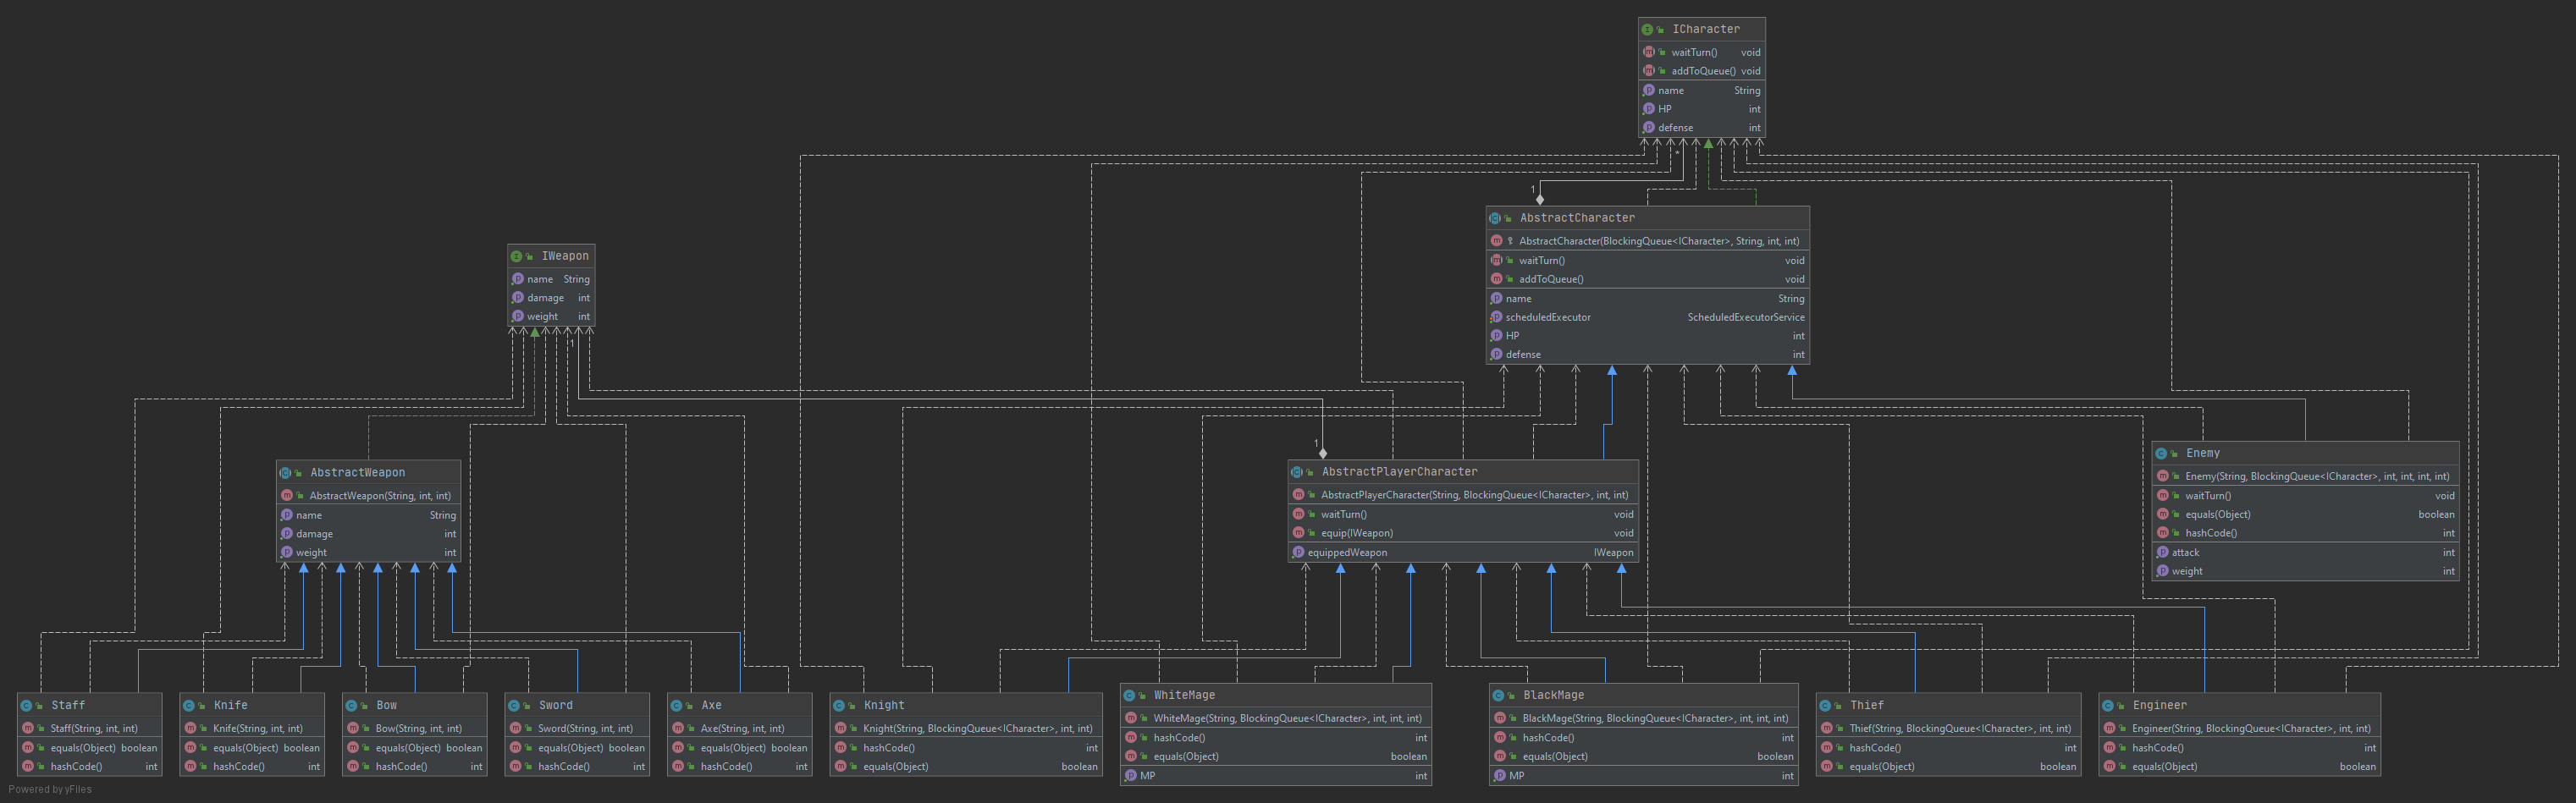 ICharacter
waitTurn() void
addToQueue() void
name String
HP int
defense int
*
1
AbstractCharacter
AbstractCharacter(BlockingQueue<ICharacter>, String, int, int)
waitTurn() void
addToQueue() void
name String
scheduledExecutor ScheduledExecutorService
HP int
defense int
IWeapon
name String
damage int
weight int
1
1
AbstractWeapon
AbstractWeapon(String, int, int)
name String
damage int
weight int
AbstractPlayerCharacter
AbstractPlayerCharacter(String, BlockingQueue<ICharacter>, int, int)
waitTurn() void
equip(IWeapon) void
equippedWeapon IWeapon
Enemy
Enemy(String, BlockingQueue<ICharacter>, int, int, int, int)
waitTurn() void
equals(Object) boolean
hashCode() int
attack int
weight int
Staff
Staff(String, int, int)
equals(Object) boolean
hashCode() int
Knife
Knife(String, int, int)
equals(Object) boolean
hashCode() int
Bow
Bow(String, int, int)
equals(Object) boolean
hashCode() int
Sword
Sword(String, int, int)
equals(Object) boolean
hashCode() int
Axe
Axe(String, int, int)
equals(Object) boolean
hashCode() int
Knight
Knight(String, BlockingQueue<ICharacter>, int, int)
hashCode() int
equals(Object) boolean
WhiteMage
WhiteMage(String, BlockingQueue<ICharacter>, int, int, int)
hashCode() int
equals(Object) boolean
MP int
BlackMage
BlackMage(String, BlockingQueue<ICharacter>, int, int, int)
hashCode() int
equals(Object) boolean
MP int
Thief
Thief(String, BlockingQueue<ICharacter>, int, int)
hashCode() int
equals(Object) boolean
Engineer
Engineer(String, BlockingQueue<ICharacter>, int, int)
hashCode() int
equals(Object) boolean
Powered by yFiles